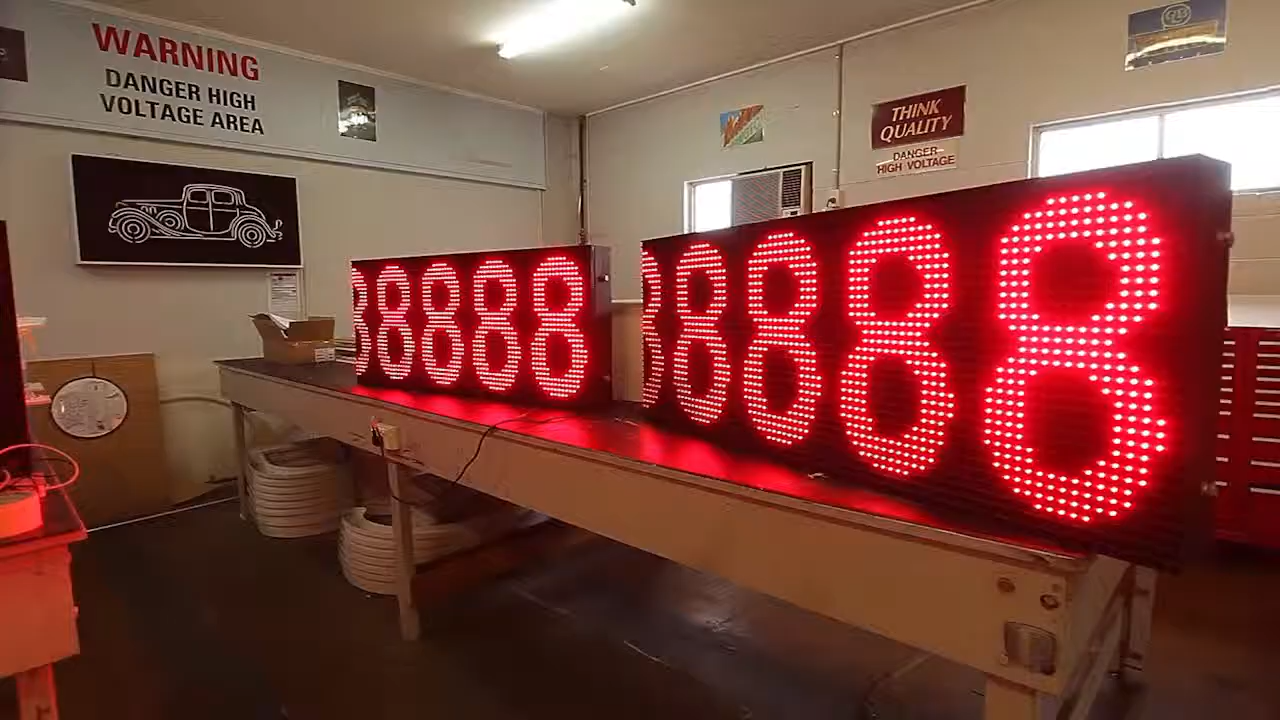 WARNING
DANGER HIGH
VOLTAGE AREA
THINK
QUALITY
DANGER
HIGH VOLTAGE
88888
88888